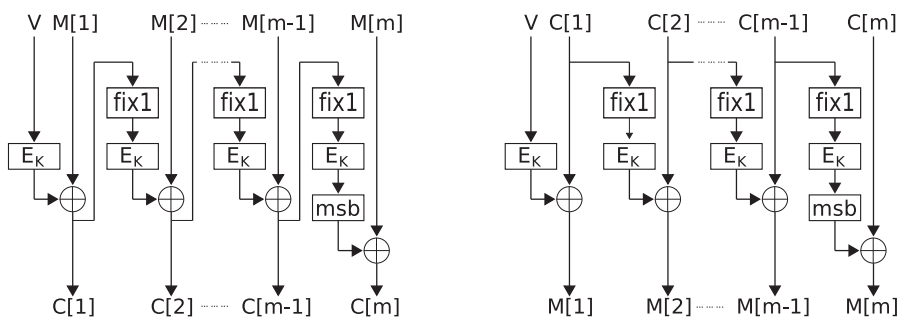 V M[1] M[2] ········ M[m-1] M[m]
fix1 fix1 fix1
E_K E_K E_K E_K
msb
C[1] C[2] ········ C[m-1] C[m]
V C[1] C[2] ········ C[m-1] C[m]
fix1 fix1 fix1
E_K E_K E_K E_K
msb
M[1] M[2] ········ M[m-1] M[m]